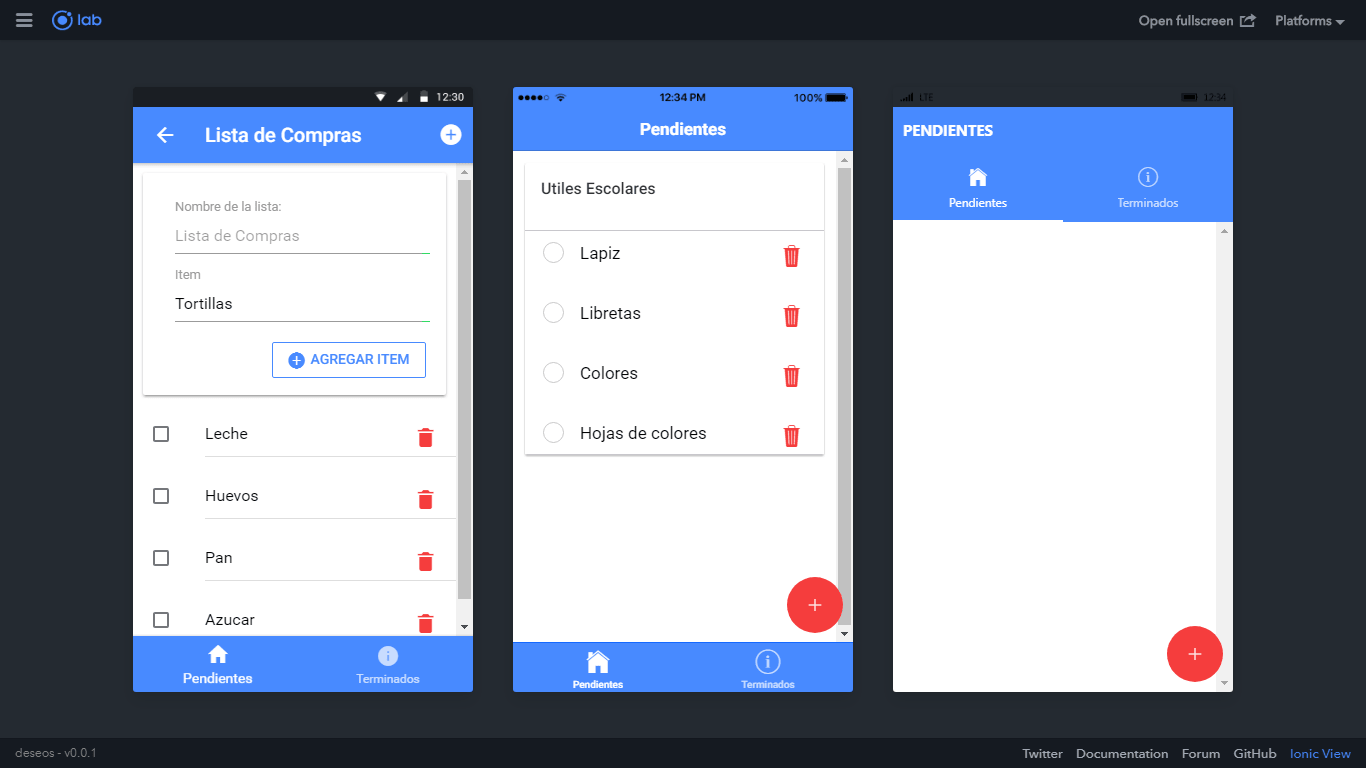 lab
Open fullscreen
Platforms
12:30
Lista de Compras
Nombre de la lista:
Lista de Compras
Item
Tortillas
AGREGAR ITEM
Leche
Huevos
Pan
Azucar
Pendientes
Terminados
12:34 PM
100%
Pendientes
Utiles Escolares
Lapiz
Libretas
Colores
Hojas de colores
Pendientes
Terminados
LTE
12:34
PENDIENTES
Pendientes
Terminados
deseos - v0.0.1
Twitter
Documentation
Forum
GitHub
Ionic View